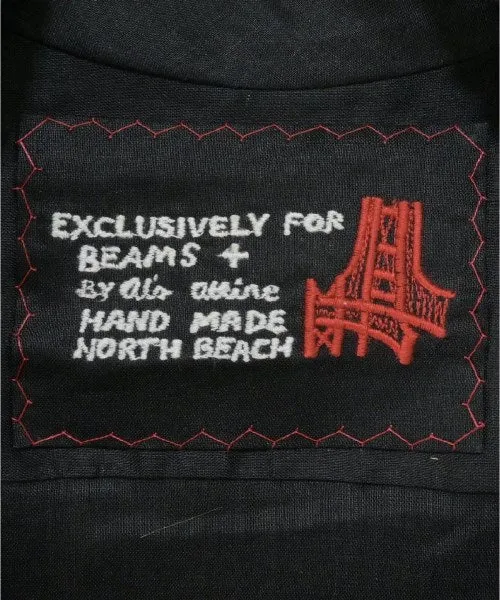 EXCLUSIVELY FOR
BEAMS +
By Al's Attire
HAND MADE
NORTH BEACH